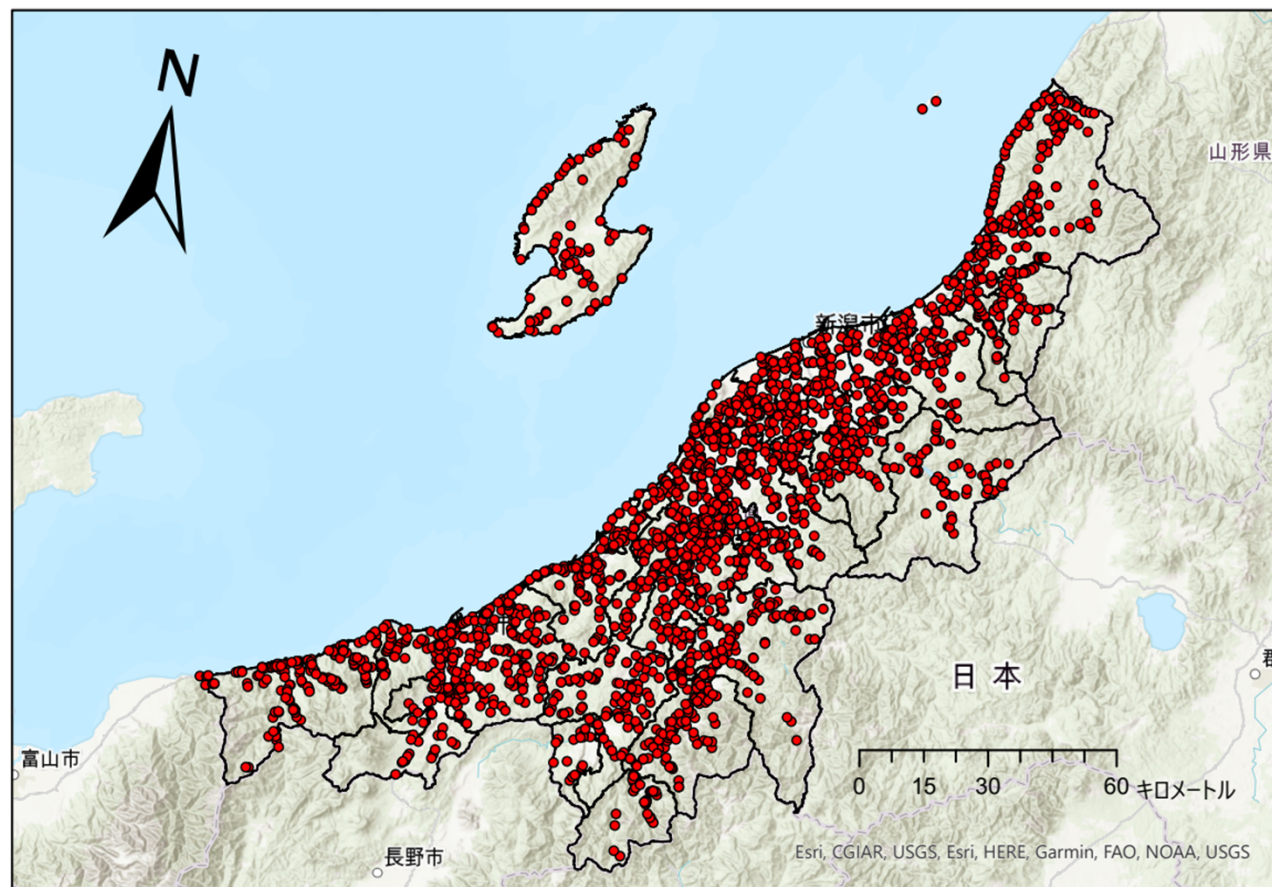 N
山形県
新潟市
日本
富山市
0 15 30 60 キロメートル
長野市
Esri, CGIAR, USGS, Esri, HERE, Garmin, FAO, NOAA, USGS